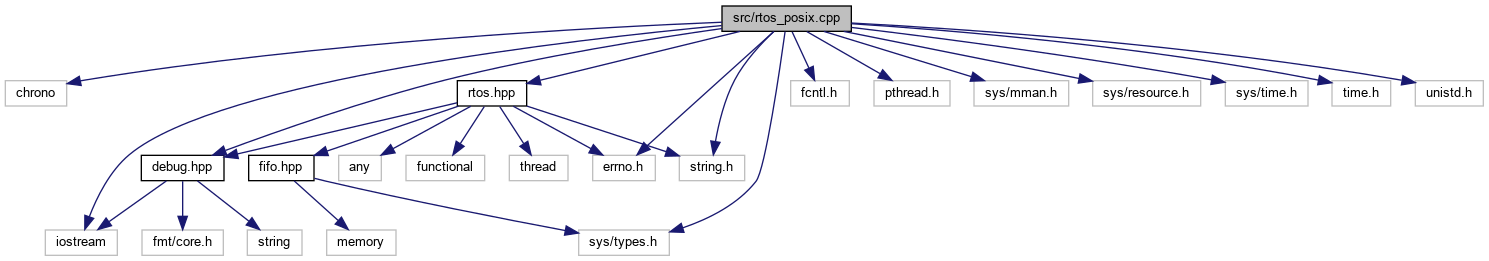 src/rtos_posix.cpp
chrono
rtos.hpp
fcntl.h
pthread.h
sys/mman.h
sys/resource.h
sys/time.h
time.h
unistd.h
debug.hpp
fifo.hpp
any
functional
thread
errno.h
string.h
iostream
fmt/core.h
string
memory
sys/types.h